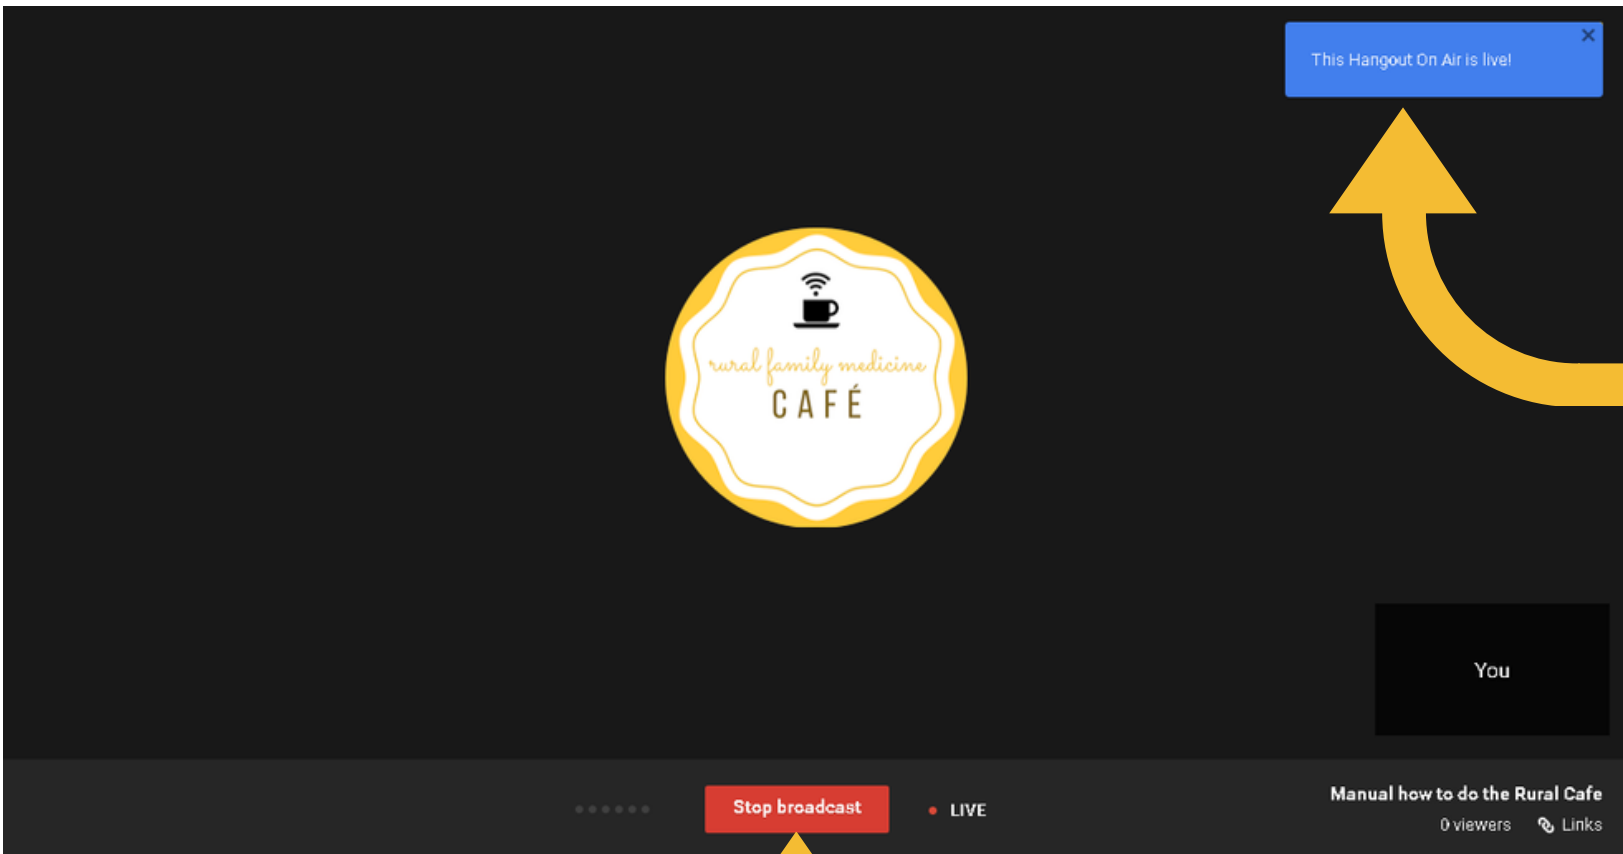 This Hangout On Air is live!
rural family medicine
CAFÉ
You
Stop broadcast
LIVE
Manual how to do the Rural Cafe
0 viewers Links